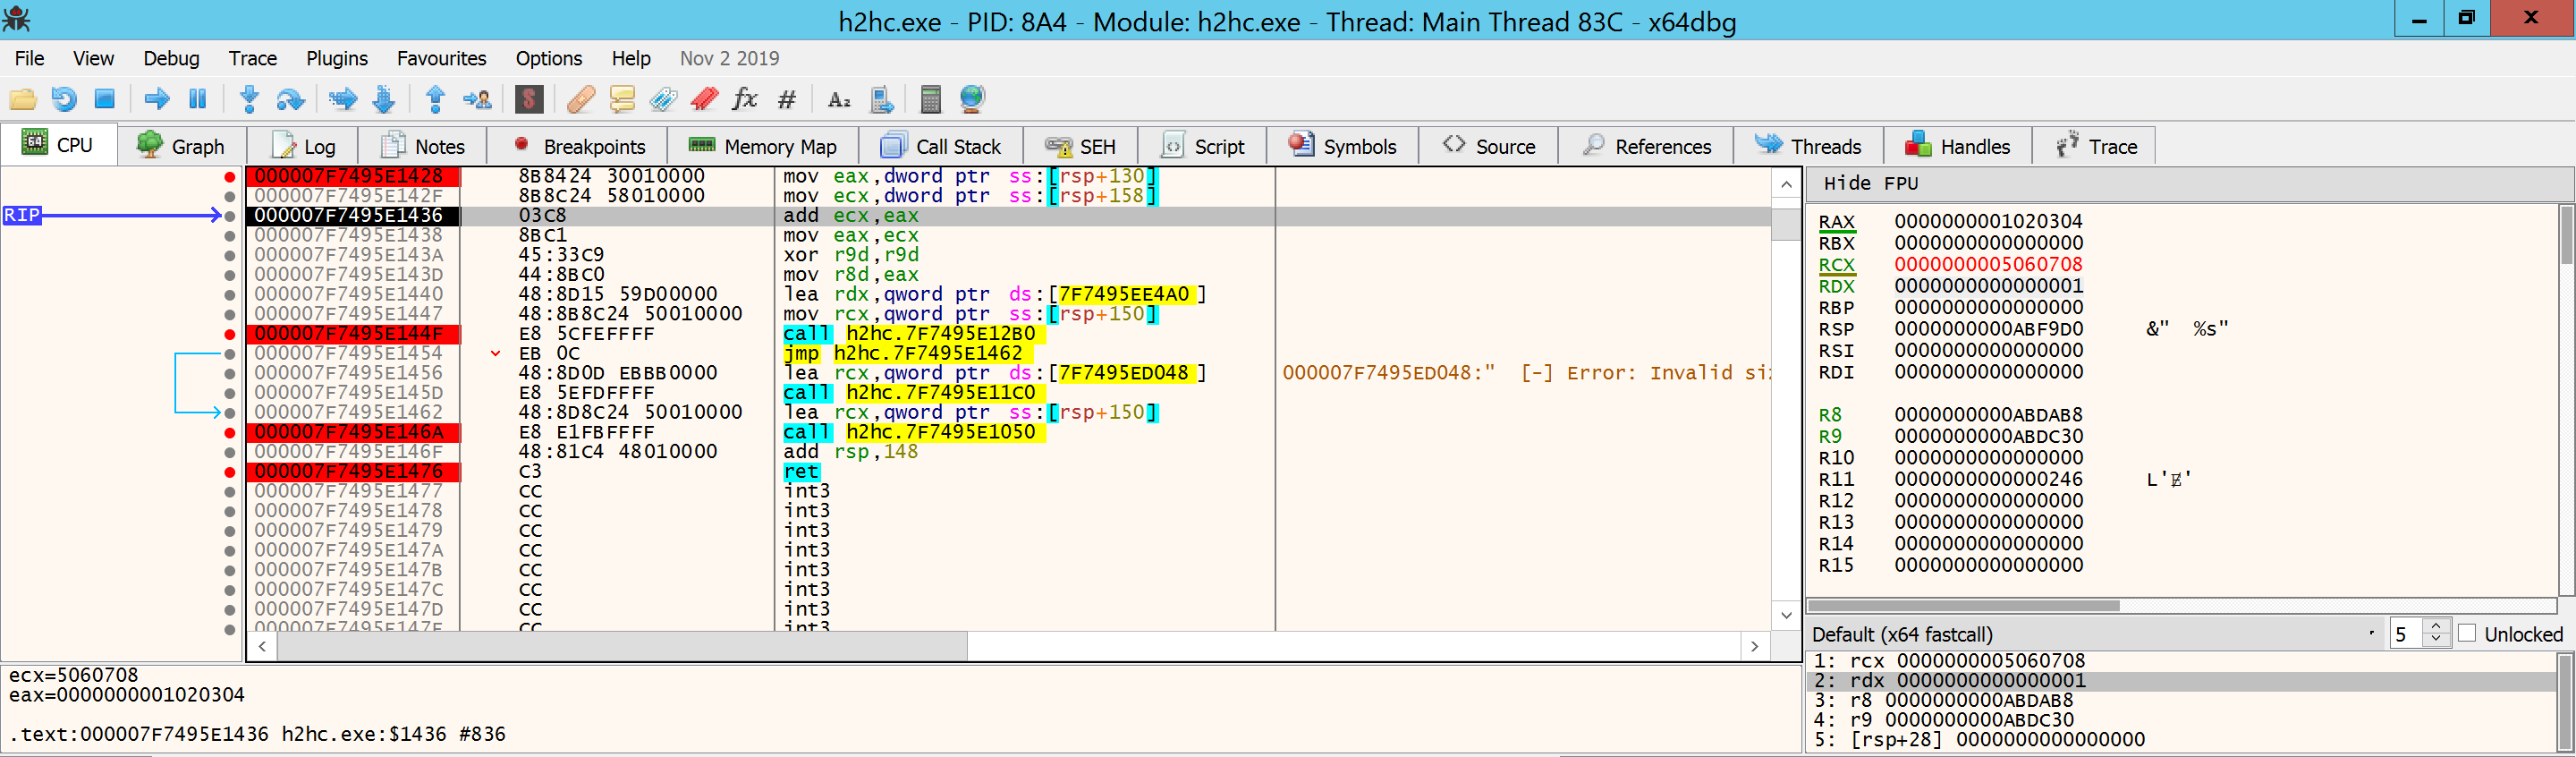 h2hc.exe - PID: 8A4 - Module: h2hc.exe - Thread: Main Thread 83C - x64dbg
File View Debug Trace Plugins Favourites Options Help Nov 2 2019
CPU Graph Log Notes Breakpoints Memory Map Call Stack SEH Script Symbols Source References Threads Handles Trace
RIP
000007F7495E1428 8B8424 30010000 mov eax,dword ptr ss:[rsp+130]
000007F7495E142F 8B8C24 58010000 mov ecx,dword ptr ss:[rsp+158]
000007F7495E1436 03C8 add ecx,eax
000007F7495E1438 8BC1 mov eax,ecx
000007F7495E143A 45:33C9 xor r9d,r9d
000007F7495E143D 44:8BC0 mov r8d,eax
000007F7495E1440 48:8D15 59D00000 lea rdx,qword ptr ds:[7F7495EE4A0]
000007F7495E1447 48:8B8C24 50010000 mov rcx,qword ptr ss:[rsp+150]
000007F7495E144F E8 5CFEFFFF call h2hc.7F7495E12B0
000007F7495E1454 EB 0C jmp h2hc.7F7495E1462
000007F7495E1456 48:8D0D EBBB0000 lea rcx,qword ptr ds:[7F7495ED048] 000007F7495ED048:" [-] Error: Invalid siz
000007F7495E145D E8 5EFDFFFF call h2hc.7F7495E11C0
000007F7495E1462 48:8D8C24 50010000 lea rcx,qword ptr ss:[rsp+150]
000007F7495E146A E8 E1FBFFFF call h2hc.7F7495E1050
000007F7495E146F 48:81C4 48010000 add rsp,148
000007F7495E1476 C3 ret
000007F7495E1477 CC int3
000007F7495E1478 CC int3
000007F7495E1479 CC int3
000007F7495E147A CC int3
000007F7495E147B CC int3
000007F7495E147C CC int3
000007F7495E147D CC int3
000007F7495E147E CC int3
Hide FPU
RAX 0000000001020304
RBX 0000000000000000
RCX 0000000005060708
RDX 0000000000000001
RBP 0000000000000000
RSP 0000000000ABF9D0 &" %s"
RSI 0000000000000000
RDI 0000000000000000
R8 0000000000ABDAB8
R9 0000000000ABDC30
R10 0000000000000000
R11 0000000000000246
R12 0000000000000000
R13 0000000000000000
R14 0000000000000000
R15 0000000000000000
Default (x64 fastcall) 5 Unlocked
1: rcx 0000000005060708
2: rdx 0000000000000001
3: r8 0000000000ABDAB8
4: r9 0000000000ABDC30
5: [rsp+28] 0000000000000000
ecx=5060708
eax=0000000001020304
.text:000007F7495E1436 h2hc.exe:$1436 #836